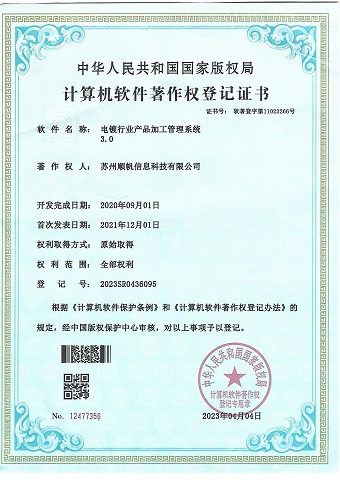 中华人民共和国国家版权局
计算机软件著作权登记证书
证书号： 软著登字第11023266号
软件名称： 电镀行业产品加工管理系统
3.0
著作权人： 苏州顺帆信息科技有限公司
开发完成日期： 2020年09月01日
首次发表日期： 2021年12月01日
权利取得方式： 原始取得
权利范围： 全部权利
登记号： 2023SR0436095
根据《计算机软件保护条例》和《计算机软件著作权登记办法》的
规定，经中国版权保护中心审核，对以上事项予以登记。
中华人民共和国国家版权局
计算机软件著作权
登记专用章
No. 12477356
2023年04月04日